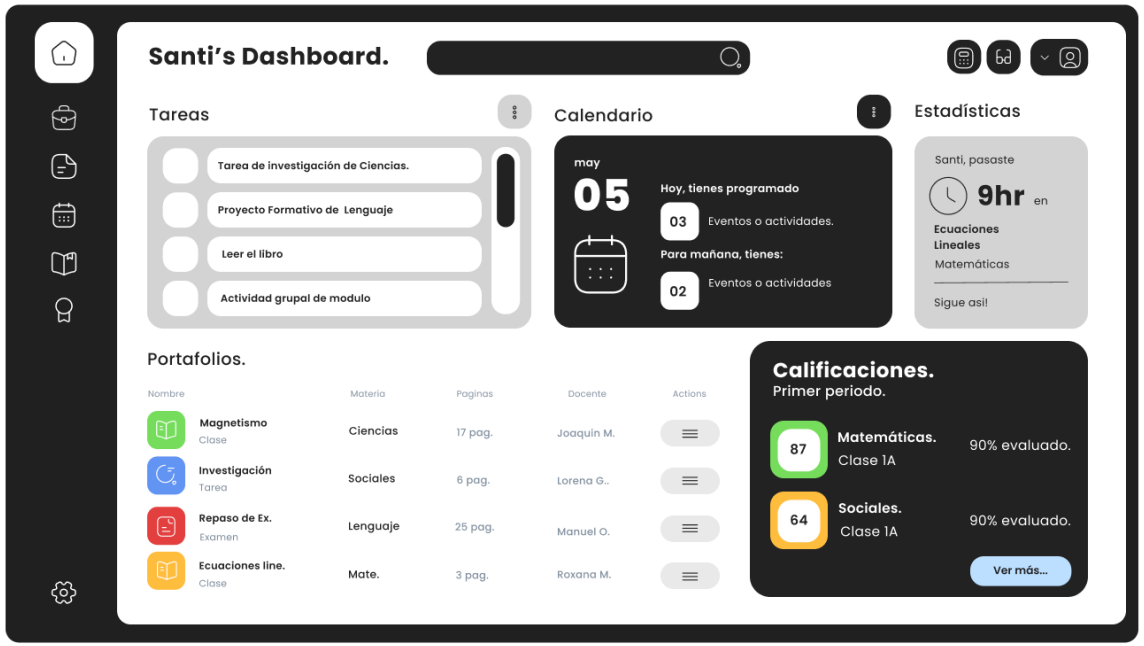 Santi's Dashboard.
Tareas
Tarea de investigación de Ciencias.
Proyecto Formativo de Lenguaje
Leer el libro
Actividad grupal de modulo
Calendario
may
05
Hoy, tienes programado
03 Eventos o actividades.
Para mañana, tienes:
02 Eventos o actividades
Estadísticas
Santi, pasaste
9hr en
Ecuaciones
Lineales
Matemáticas
Sigue asi!
Portafolios.
Nombre Materia Paginas Docente Actions
Magnetismo
Clase
Ciencias 17 pag. Joaquín M.
Investigación
Tarea
Sociales 6 pag. Lorena G..
Repaso de Ex.
Examen
Lenguaje 25 pag. Manuel O.
Ecuaciones line.
Clase
Mate. 3 pag. Roxana M.
Calificaciones.
Primer periodo.
87 Matemáticas.
Clase 1A
90% evaluado.
64 Sociales.
Clase 1A
90% evaluado.
Ver más...